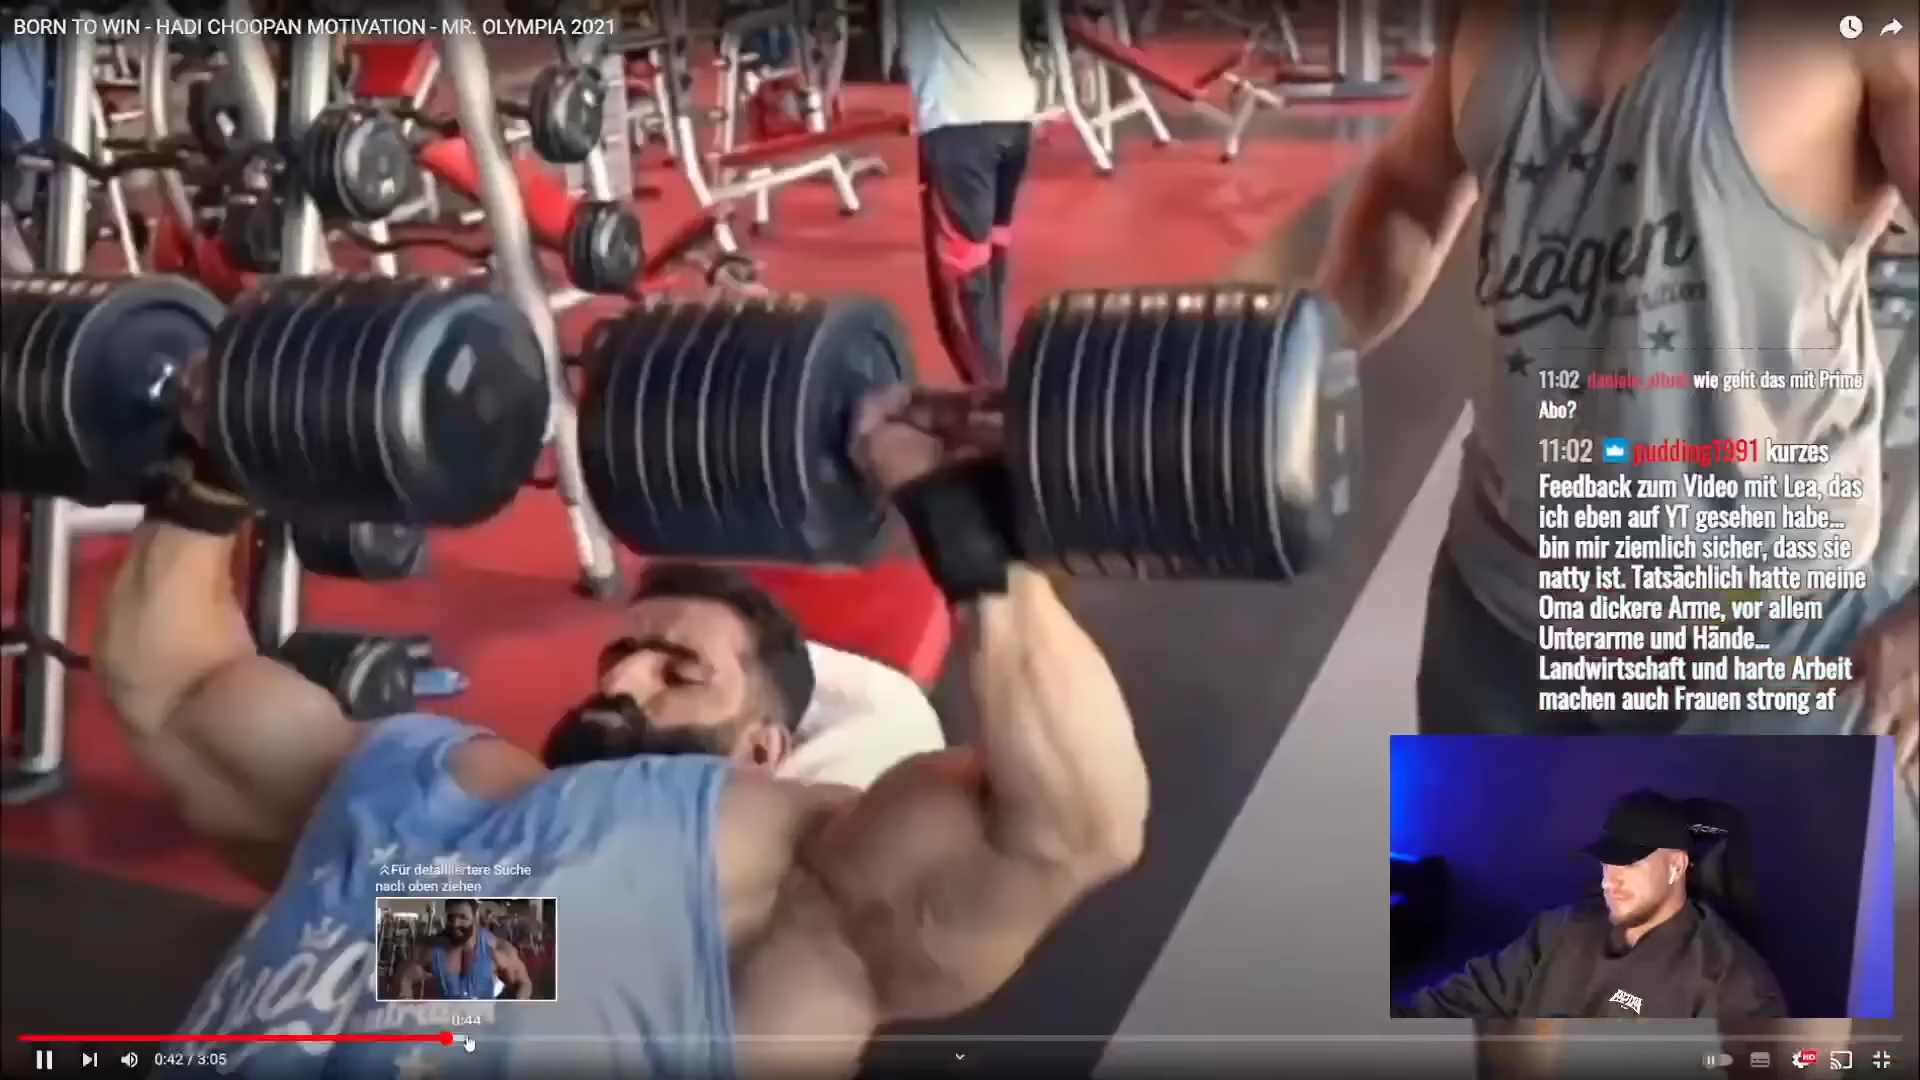 BORN TO WIN - HADI CHOOPAN MOTIVATION - MR. OLYMPIA 2021
Evogen
11:02 wie geht das mit Prime
Abo?
11:02 pudding1991 kurzes
Feedback zum Video mit Lea, das
ich eben auf YT gesehen habe...
bin mir ziemlich sicher, dass sie
natty ist. Tatsächlich hatte meine
Oma dickere Arme, vor allem
Unterarme und Hände...
Landwirtschaft und harte Arbeit
machen auch Frauen strong af
Für detailliertere Suche
nach oben ziehen
0:44
0:42 / 3:05
HD